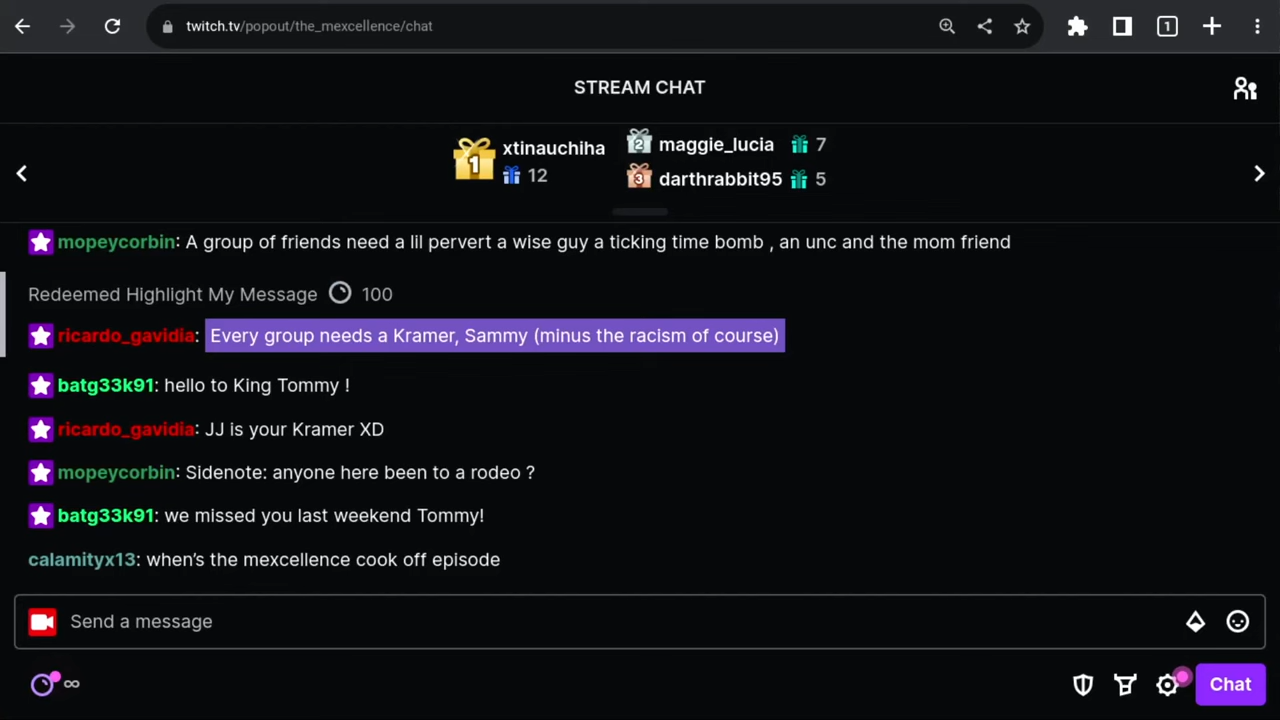 twitch.tv/popout/the_mexcellence/chat
1
STREAM CHAT
1 xtinauchiha
12
2 maggie_lucia 7
3 darthrabbit95 5
mopeycorbin: A group of friends need a lil pervert a wise guy a ticking time bomb , an unc and the mom friend
Redeemed Highlight My Message 100
ricardo_gavidia: Every group needs a Kramer, Sammy (minus the racism of course)
batg33k91: hello to King Tommy !
ricardo_gavidia: JJ is your Kramer XD
mopeycorbin: Sidenote: anyone here been to a rodeo ?
batg33k91: we missed you last weekend Tommy!
calamityx13: when’s the mexcellence cook off episode
Send a message
∞
Chat